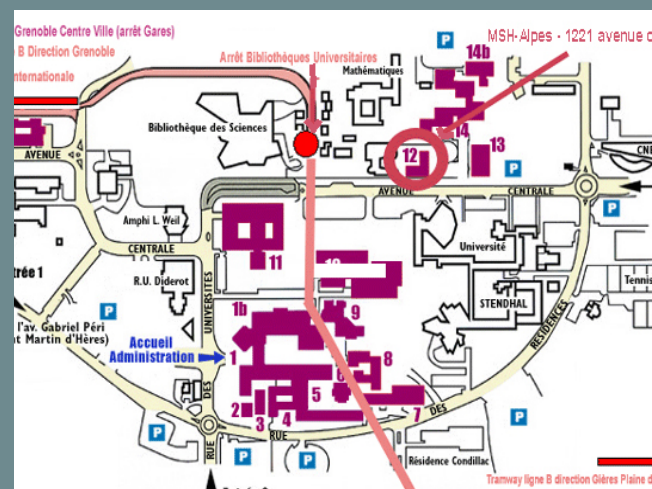 Grenoble Centre Ville (arrêt Gares)
B Direction Grenoble
Internationale
Arrêt Bibliothèques Universitaires
MSH-Alpes - 1221 avenue
P
14b
Mathématiques
Bibliothèque des Sciences
14
12
13
P
AVENUE
AVENUE CENTRALE
P
Amphi L. Weil
CENTRALE
11
Université
R.U. Diderot
Tennis
STENDHAL
UNIVERSITES
RÉSIDENCES
P
l'av. Gabriel Péri
Martin d'Hères)
1b
9
Accueil
Administration
1
8
5
6
2
3
4
7
DES
P
RUE
DES
RUE
P
P
P
Résidence Condillac
Tramway ligne B direction Gières Plaine